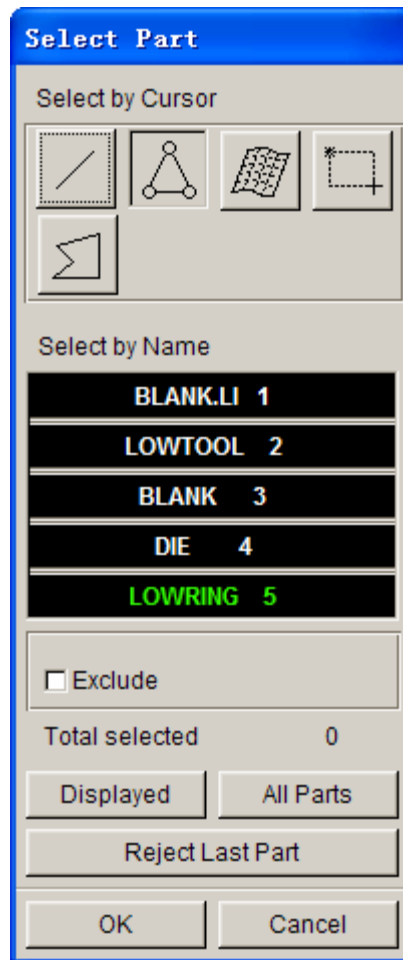 Select Part
Select by Cursor
Select by Name
BLANK.LI 1
LOWTOOL 2
BLANK 3
DIE 4
LOWRING 5
Exclude
Total selected 0
Displayed All Parts
Reject Last Part
OK Cancel